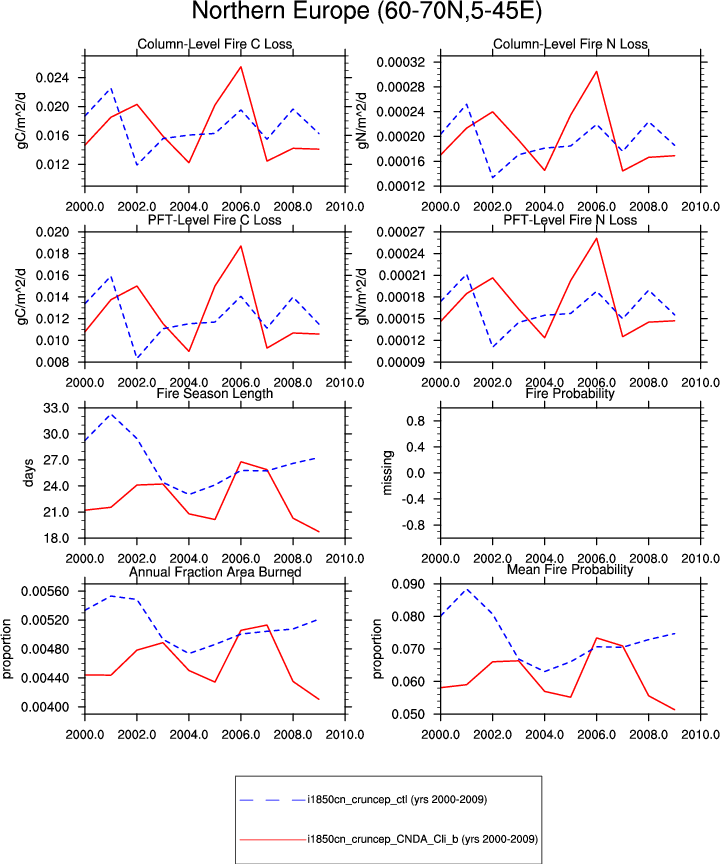 Northern Europe (60-70N,5-45E)
Column-Level Fire C Loss
Column-Level Fire N Loss
gC/m^2/d
0.024
0.020
0.016
0.012
2000.0 2002.0 2004.0 2006.0 2008.0 2010.0
gN/m^2/d
0.00032
0.00028
0.00024
0.00020
0.00016
0.00012
2000.0 2002.0 2004.0 2006.0 2008.0 2010.0
PFT-Level Fire C Loss
PFT-Level Fire N Loss
gC/m^2/d
0.020
0.018
0.016
0.014
0.012
0.010
0.008
2000.0 2002.0 2004.0 2006.0 2008.0 2010.0
gN/m^2/d
0.00027
0.00021
0.00018
0.00015
0.00012
0.00009
2000.0 2002.0 2004.0 2006.0 2008.0 2010.0
Fire Season Length
Fire Probability
days
33.0
30.0
27.0
24.0
21.0
18.0
2000.0 2002.0 2004.0 2006.0 2008.0 2010.0
missing
0.8
0.4
0.0
-0.4
-0.8
2000.0 2002.0 2004.0 2006.0 2008.0 2010.0
Annual Fraction Area Burned
Mean Fire Probability
proportion
0.00560
0.00520
0.00480
0.00440
0.00400
2000.0 2002.0 2004.0 2006.0 2008.0 2010.0
proportion
0.090
0.080
0.070
0.060
0.050
2000.0 2002.0 2004.0 2006.0 2008.0 2010.0
i1850cn_cruncep_ctl (yrs 2000-2009)
i1850cn_cruncep_CNDA_Cli_b (yrs 2000-2009)